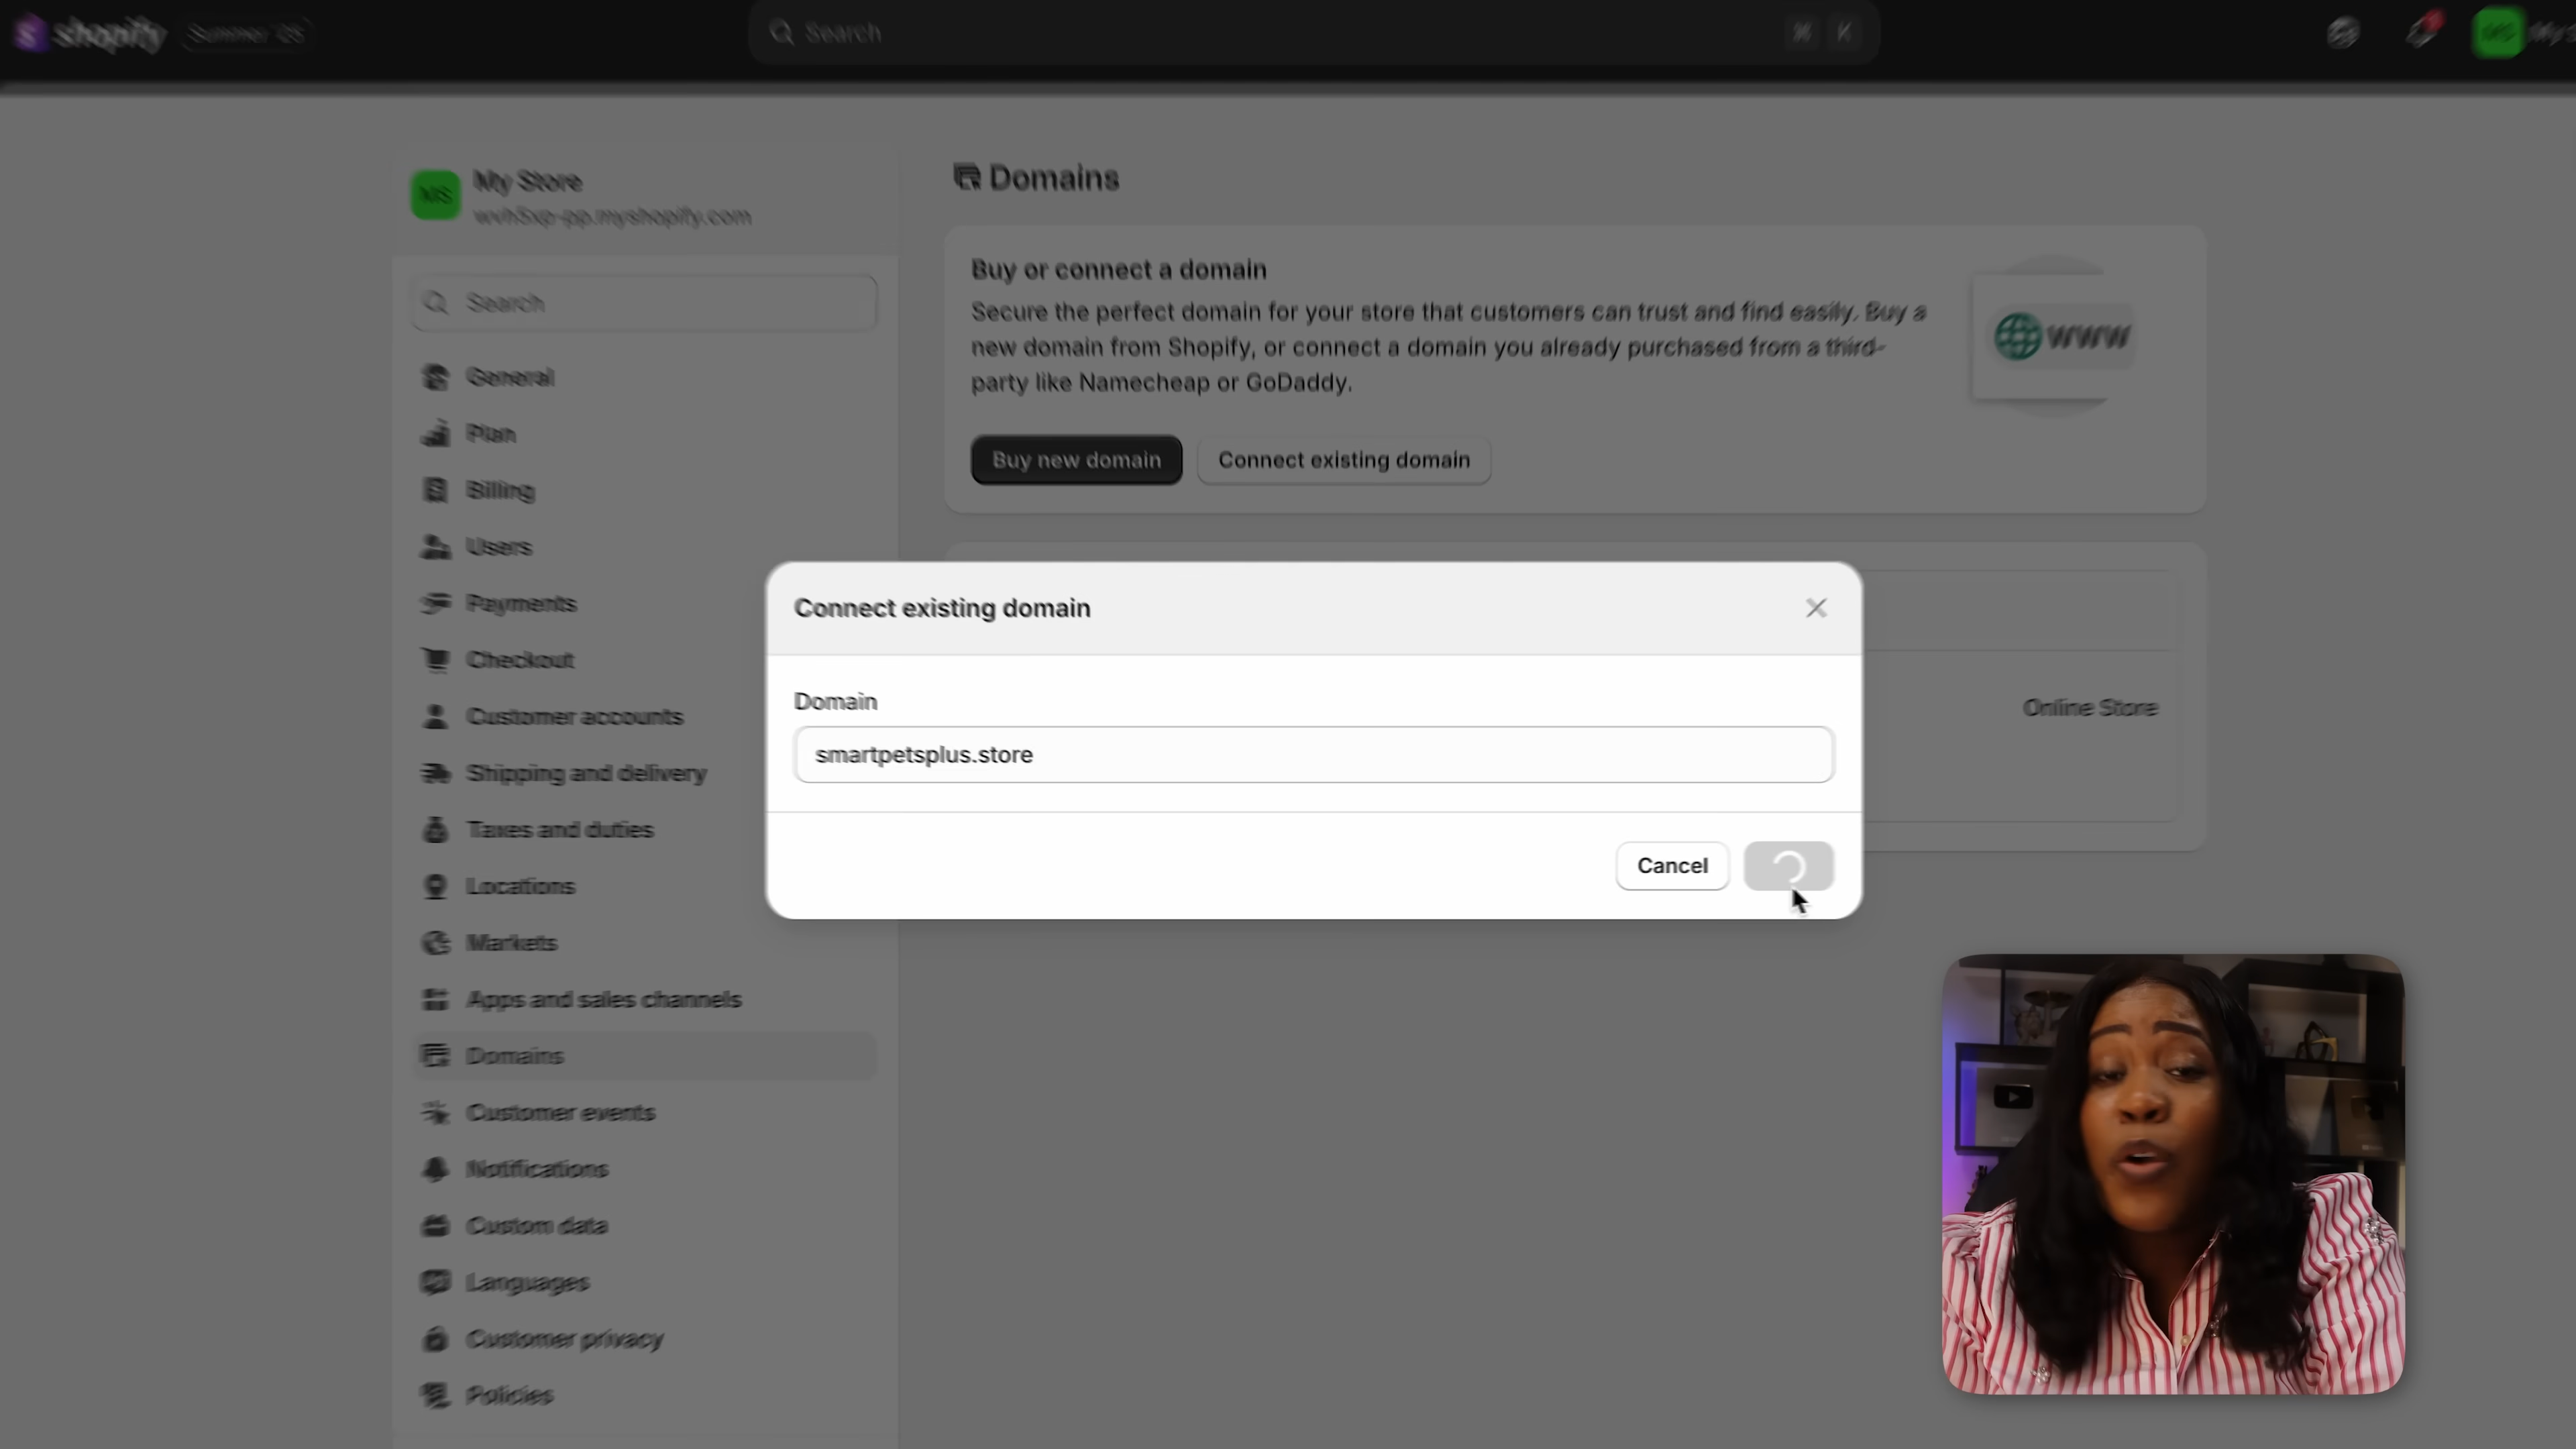 shopify
Summer '25
Search
⌘ K
MS
My Store
Search
General
Plan
Billing
Users
Payments
Checkout
Customer accounts
Shipping and delivery
Taxes and duties
Locations
Markets
Apps and sales channels
Domains
Customer events
Notifications
Custom data
Languages
Customer privacy
Policies
Domains
Buy or connect a domain
Secure the perfect domain for your store that customers can trust and find easily. Buy a
new domain from Shopify, or connect a domain you already purchased from a third-
party like Namecheap or GoDaddy.
www
Buy new domain
Connect existing domain
Online Store
Connect existing domain
Domain
smartpetsplus.store
Cancel